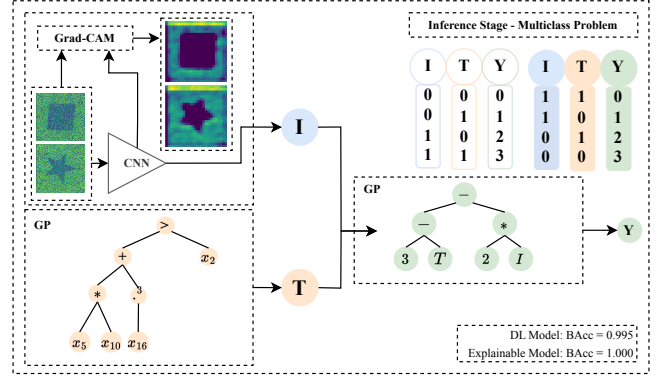 Inference Stage - Multiclass Problem
Grad-CAM
CNN
I T Y I T Y
0 0 0 1 1 0
0 1 1 1 0 1
1 0 2 0 1 2
1 1 3 0 0 3
I
GP
>
+ x₂
* .³
x₅ x₁₀ x₁₆
T
GP
−
− *
3 T 2 I
Y
DL Model: BAcc = 0.995
Explainable Model: BAcc = 1.000